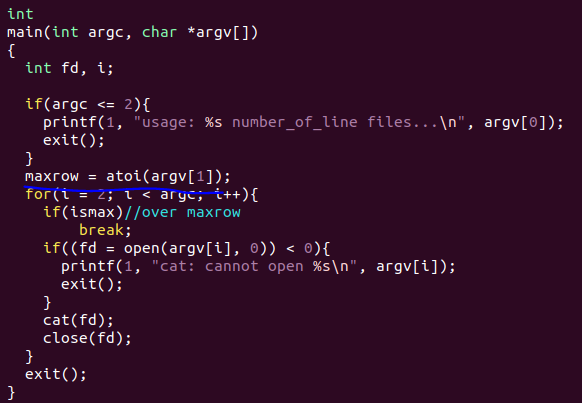 int
main(int argc, char *argv[])
{
  int fd, i;

  if(argc <= 2){
    printf(1, "usage: %s number_of_line files...\n", argv[0]);
    exit();
  }
  maxrow = atoi(argv[1]);
  for(i = 2; i < argc; i++){
    if(ismax)//over maxrow
        break;
    if((fd = open(argv[i], 0)) < 0){
      printf(1, "cat: cannot open %s\n", argv[i]);
      exit();
    }
    cat(fd);
    close(fd);
  }
  exit();
}